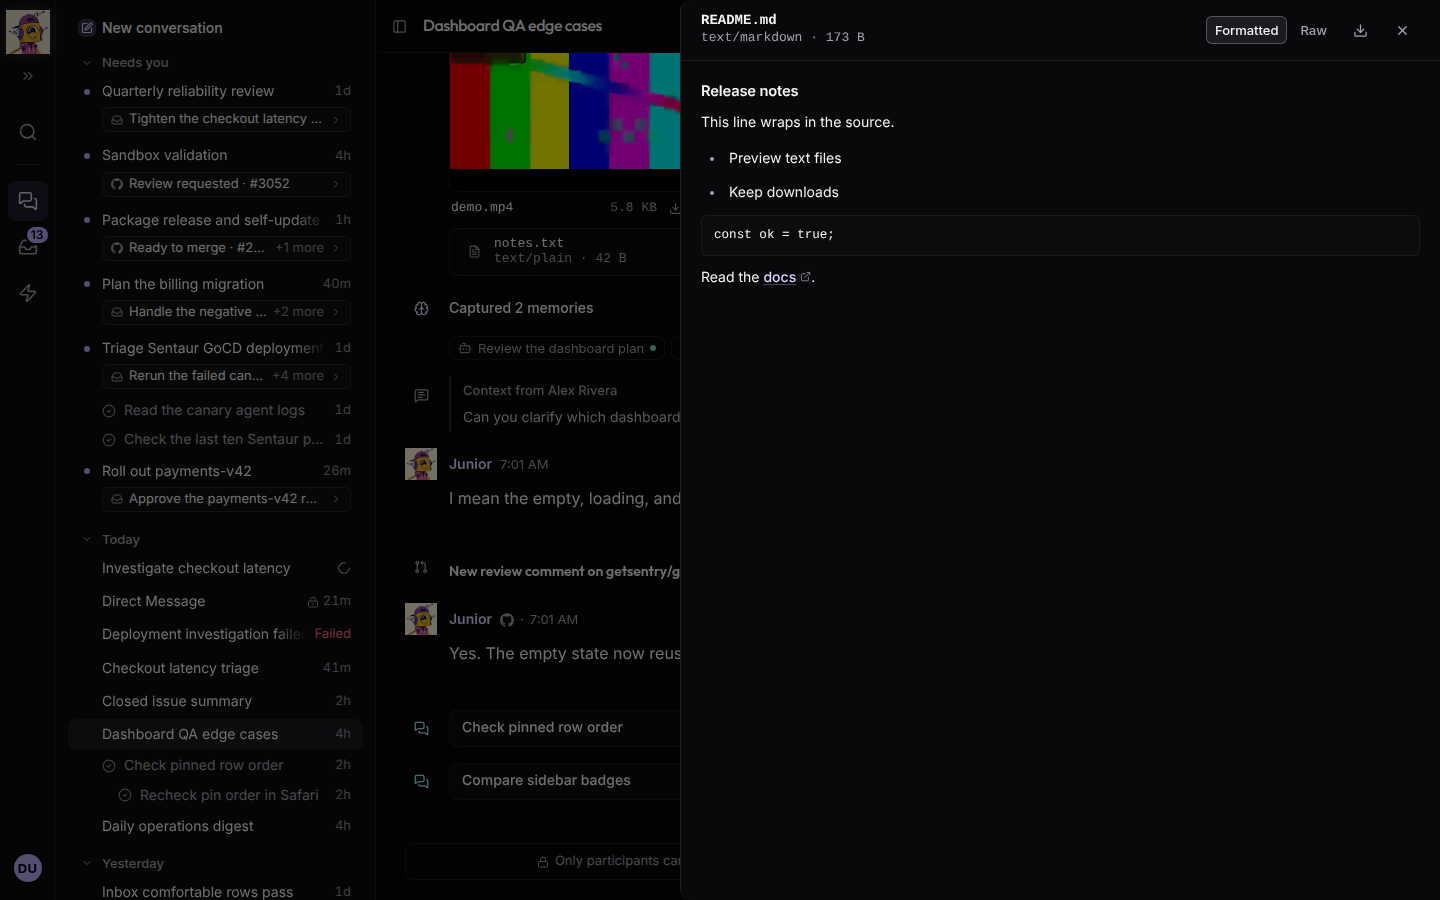 New conversation
Needs you
Quarterly reliability review 1d
Tighten the checkout latency ...
Sandbox validation 4h
Review requested · #3052
Package release and self-update 1h
Ready to merge · #2... +1 more
13
Plan the billing migration 40m
Handle the negative ... +2 more
Triage Sentaur GoCD deployment 1d
Rerun the failed can... +4 more
Read the canary agent logs 1d
Check the last ten Sentaur p... 1d
Roll out payments-v42 26m
Approve the payments-v42 r...
Today
Investigate checkout latency
Direct Message 21m
Deployment investigation failed Failed
Checkout latency triage 41m
Closed issue summary 2h
Dashboard QA edge cases 4h
Check pinned row order 2h
Recheck pin order in Safari 2h
Daily operations digest 4h
DU
Yesterday
Inbox comfortable rows pass 1d
Dashboard QA edge cases
demo.mp4 5.8 KB
notes.txt
text/plain · 42 B
Captured 2 memories
Review the dashboard plan
Context from Alex Rivera
Can you clarify which dashboard
Junior 7:01 AM
I mean the empty, loading, and
New review comment on getsentry/g
Junior · 7:01 AM
Yes. The empty state now reus
Check pinned row order
Compare sidebar badges
Only participants can
README.md
text/markdown · 173 B
Formatted Raw
Release notes
This line wraps in the source.
• Preview text files
• Keep downloads
const ok = true;
Read the docs.